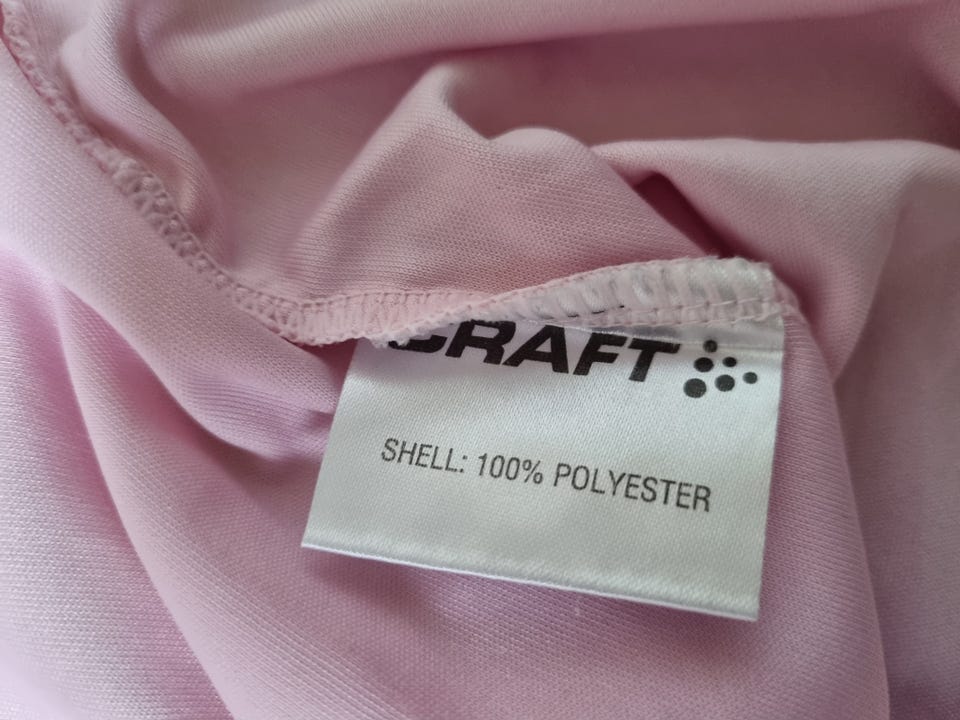 CRAFT
SHELL: 100% POLYESTER